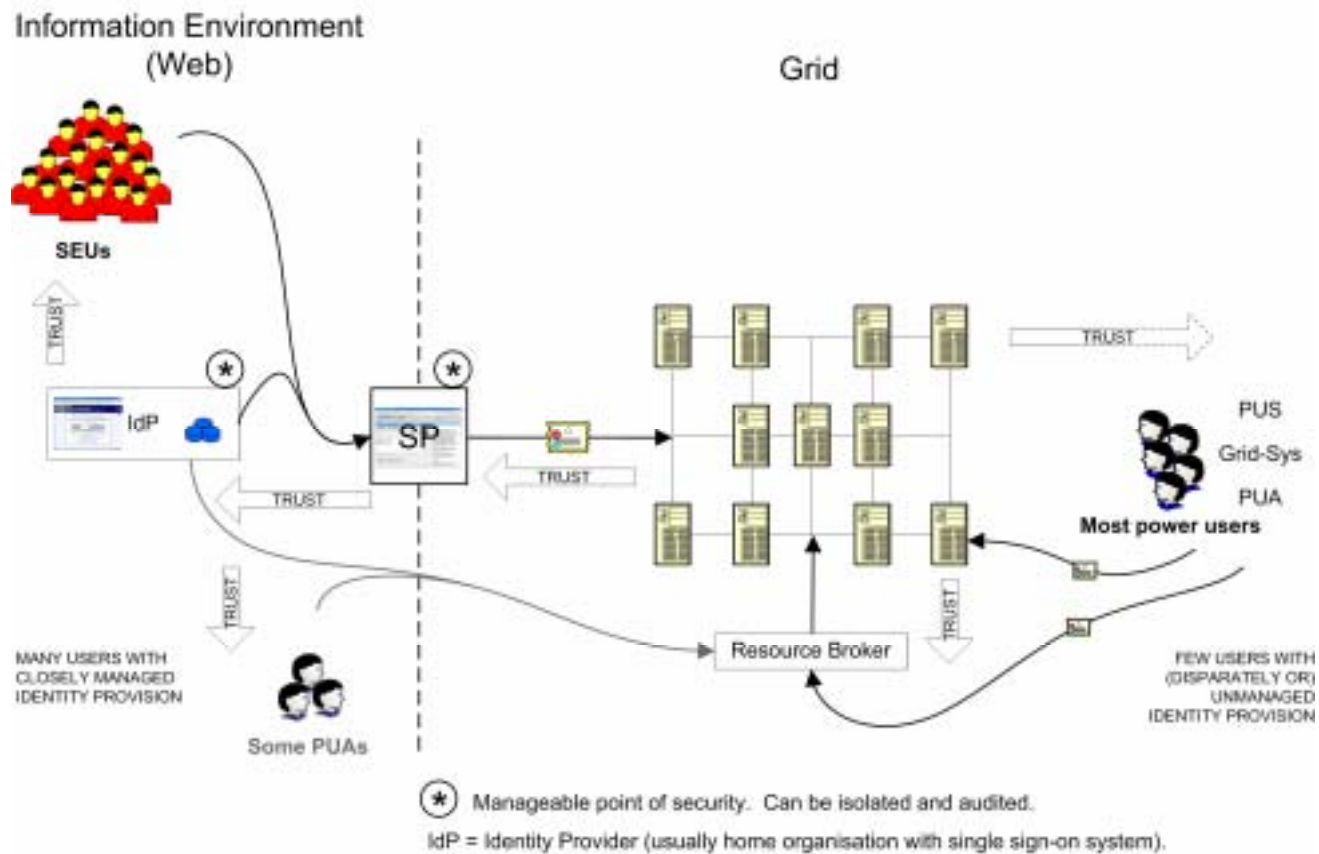 Information Environment
(Web)
Grid
SEUs
TRUST
TRUST
*
*
IdP
SP
TRUST
TRUST
PUS
Grid-Sys
PUA
Most power users
TRUST
TRUST
Resource Broker
MANY USERS WITH
CLOSELY MANAGED
IDENTITY PROVISION
FEW USERS WITH
(DISPARATELY OR)
UNMANAGED
IDENTITY PROVISION
Some PUAs
* Manageable point of security. Can be isolated and audited.
IdP = Identity Provider (usually home organisation with single sign-on system).